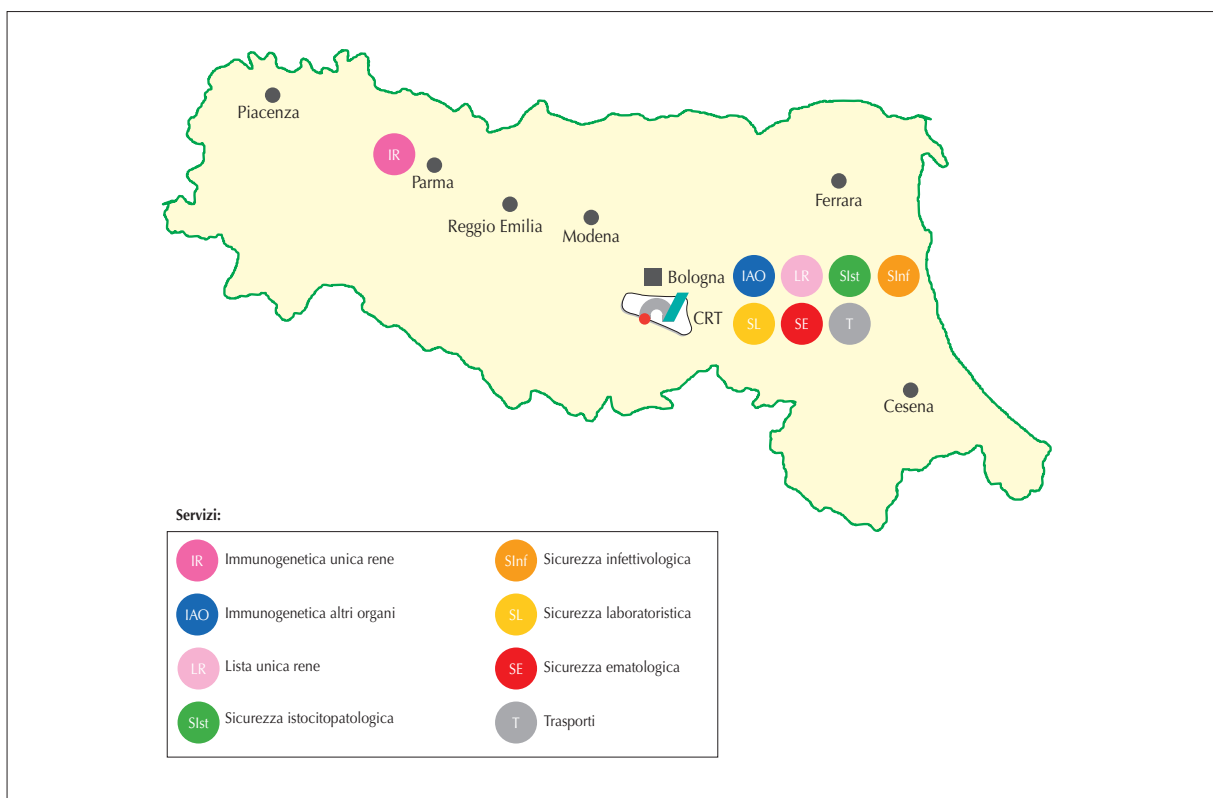 Piacenza
IR
Parma
Reggio Emilia
Modena
Ferrara
Bologna
IAO
LR
SIst
SInf
CRT
SL
SE
T
Cesena
Servizi:
IR Immunogenetica unica rene
IAO Immunogenetica altri organi
LR Lista unica rene
SIst Sicurezza istocitopatologica
SInf Sicurezza infettivologica
SL Sicurezza laboratoristica
SE Sicurezza ematologica
T Trasporti